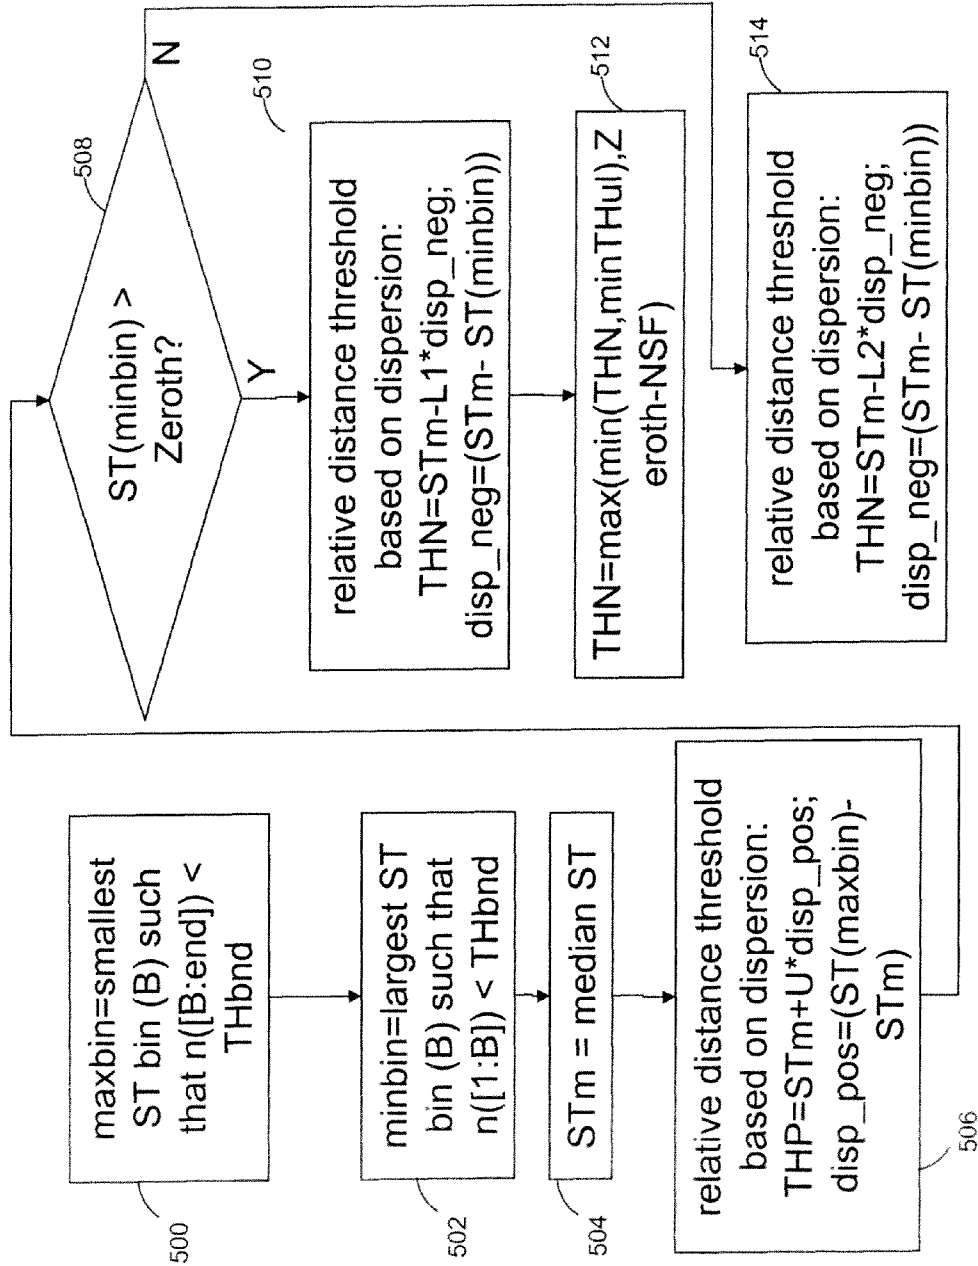 maxbin=smallest
ST bin (B) such
that n([B:end]) <
THbnd
500
minbin=largest ST
bin (B) such that
n([1:B]) < THbnd
502
STm = median ST
504
relative distance threshold
based on dispersion:
THP=STm+U*disp_pos;
disp_pos=(ST(maxbin)-
STm)
506
ST(minbin) >
Zeroth?
508
N
Y
510
relative distance threshold
based on dispersion:
THN=STm-L1*disp_neg;
disp_neg=(STm- ST(minbin))
512
THN=max(min(THN,minTHul),Z
eroth-NSF)
514
relative distance threshold
based on dispersion:
THN=STm-L2*disp_neg;
disp_neg=(STm- ST(minbin))